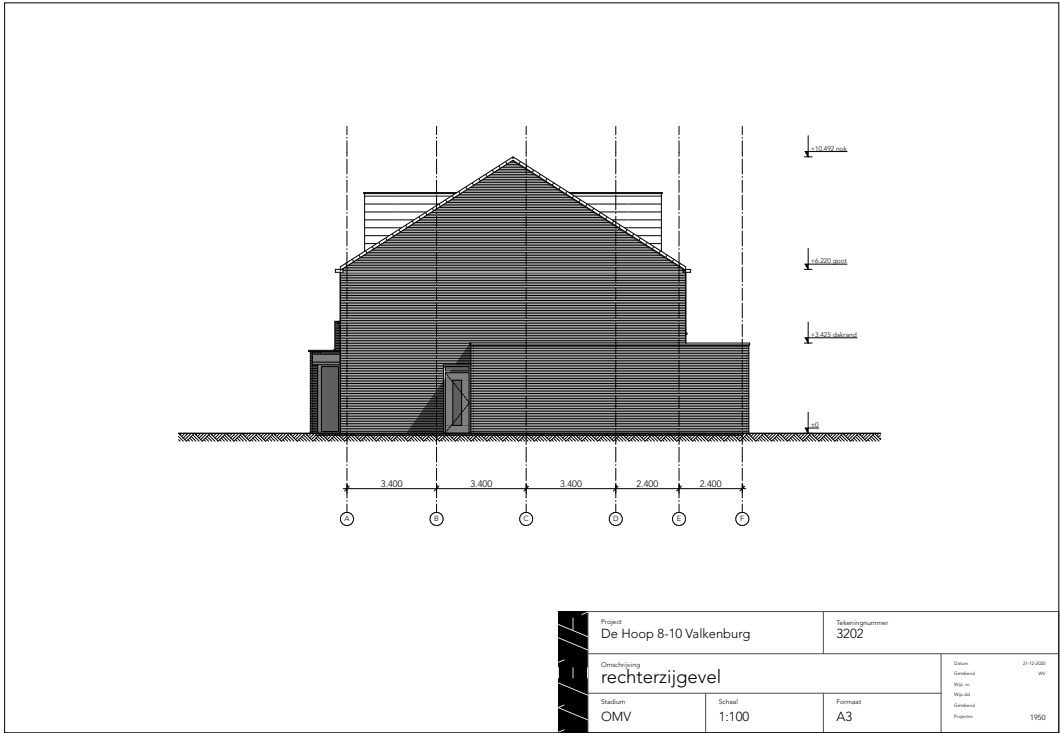 +10.492 nok
+6.220 goot
+3.425 dakrand
±0
3.400 3.400 3.400 2.400 2.400
A B C D E F
Project
De Hoop 8-10 Valkenburg
Tekeningnummer
3202
Omschrijving
rechterzijgevel
Stadium
OMV
Schaal
1:100
Formaat
A3
Datum 21-12-2020
Getekend WV
Wijz. nr.
Wijz.dd
Getekend
Projectnr. 1950